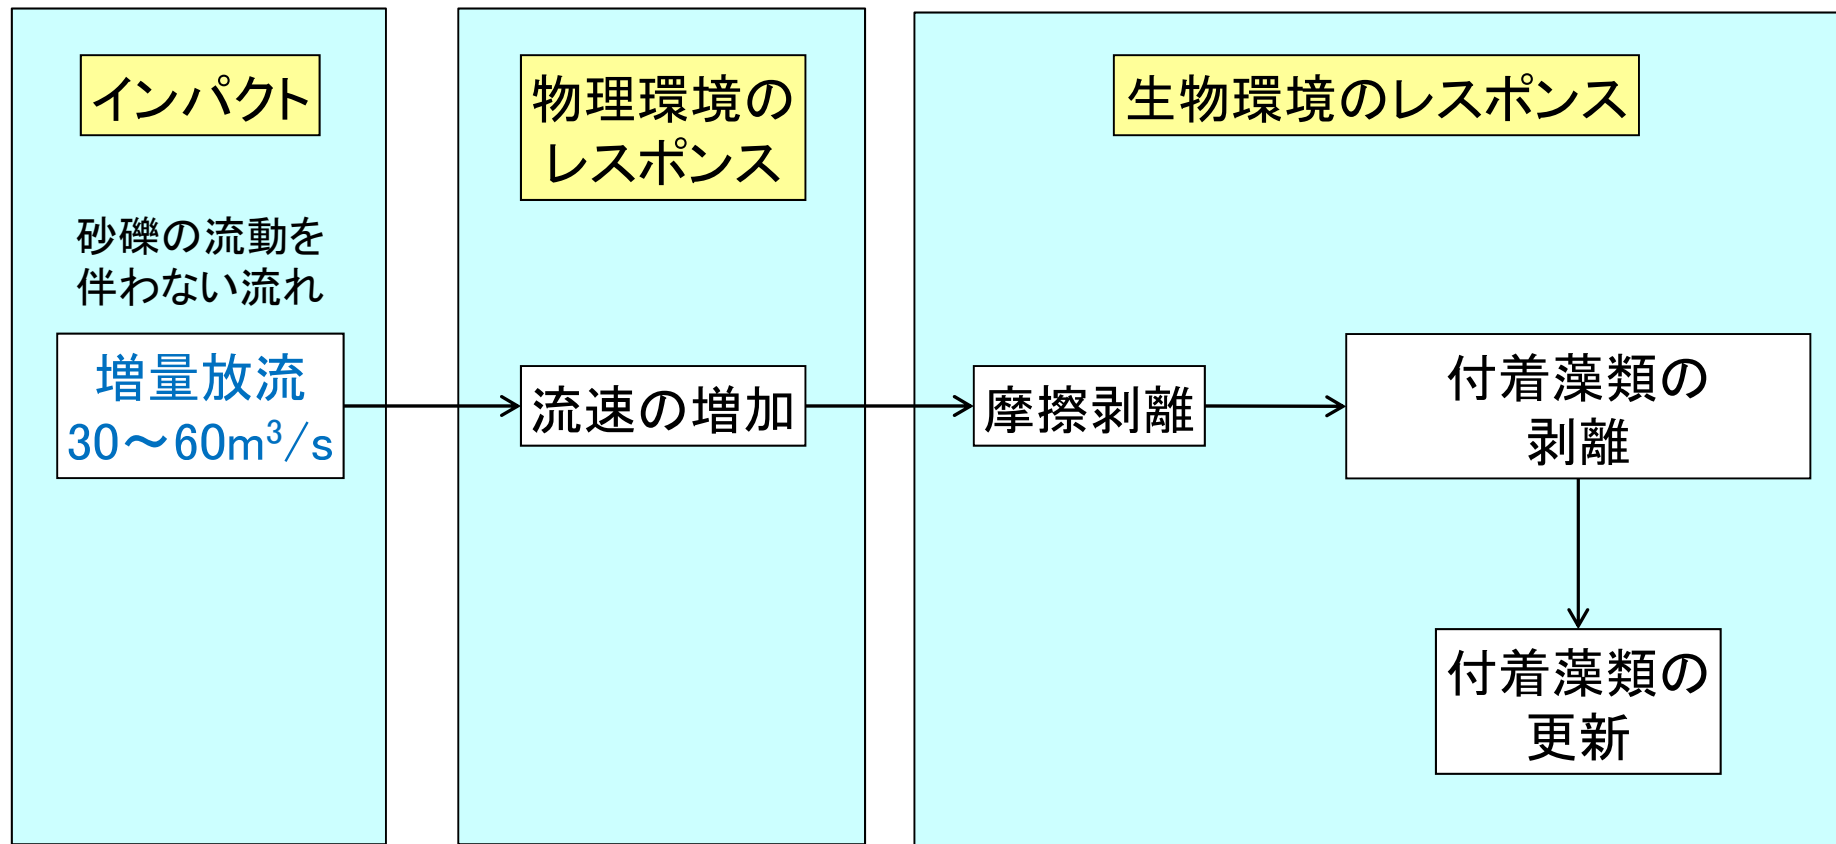 インパクト
砂礫の流動を
伴わない流れ
増量放流
30～60m³/s
物理環境の
レスポンス
流速の増加
生物環境のレスポンス
摩擦剥離
付着藻類の
剥離
付着藻類の
更新